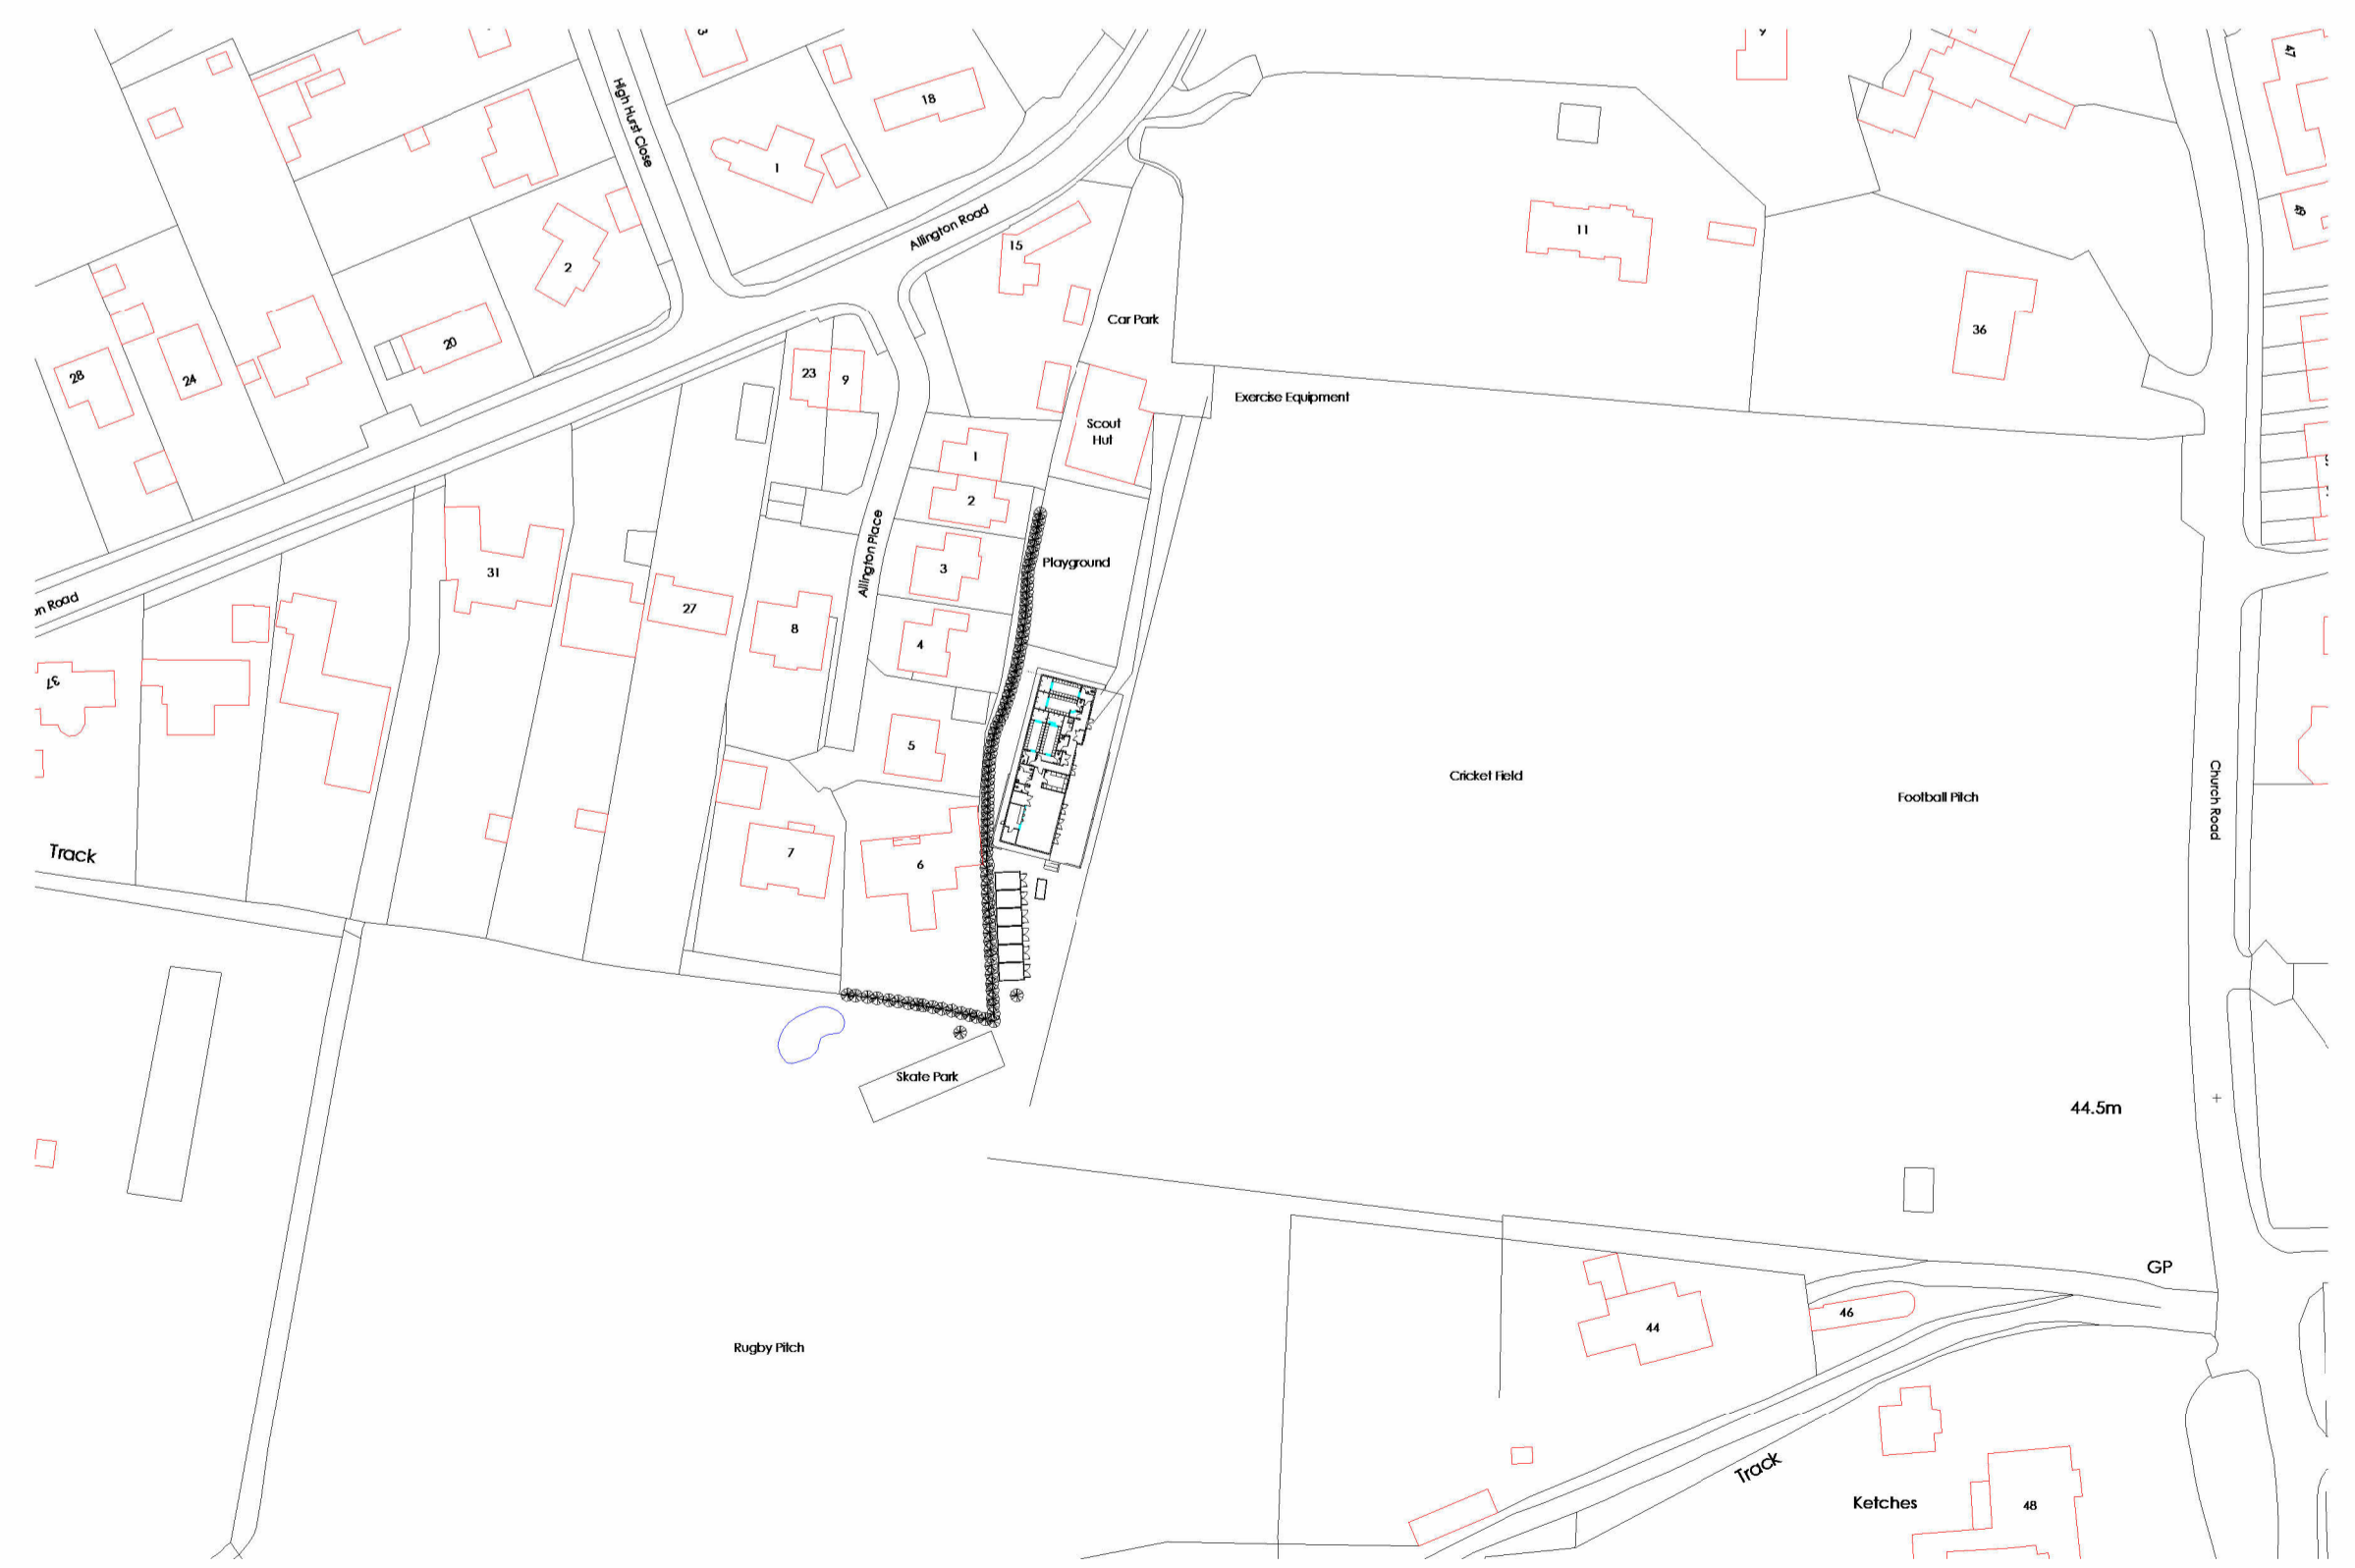 47
18
High Hurst Close
1
49
Allington Road
11
15
2
Car Park
36
20
28
24
23
9
Exercise Equipment
Scout
Hut
1
2
Allington Place
Playground
3
31
on Road
27
8
4
37
5
Cricket Field
Football Pitch
Church Road
Track
7
6
Skate Park
44.5m
GP
46
44
Rugby Pitch
Track
Ketches
48